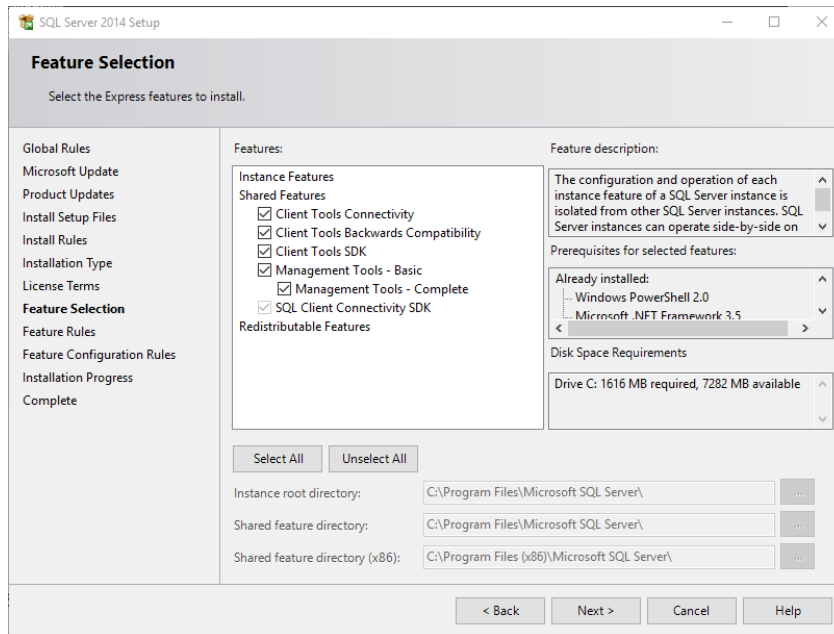 SQL Server 2014 Setup
Feature Selection
Select the Express features to install.
Global Rules
Microsoft Update
Product Updates
Install Setup Files
Install Rules
Installation Type
License Terms
Feature Selection
Feature Rules
Feature Configuration Rules
Installation Progress
Complete
Features:
Instance Features
Shared Features
Client Tools Connectivity
Client Tools Backwards Compatibility
Client Tools SDK
Management Tools - Basic
Management Tools - Complete
SQL Client Connectivity SDK
Redistributable Features
Feature description:
The configuration and operation of each
instance feature of a SQL Server instance is
isolated from other SQL Server instances. SQL
Server instances can operate side-by-side on
Prerequisites for selected features:
Already installed:
Windows PowerShell 2.0
Microsoft .NET Framework 3.5
Disk Space Requirements
Drive C: 1616 MB required, 7282 MB available
Select All
Unselect All
Instance root directory:
C:\Program Files\Microsoft SQL Server\
...
Shared feature directory:
C:\Program Files\Microsoft SQL Server\
...
Shared feature directory (x86):
C:\Program Files (x86)\Microsoft SQL Server\
...
< Back
Next >
Cancel
Help